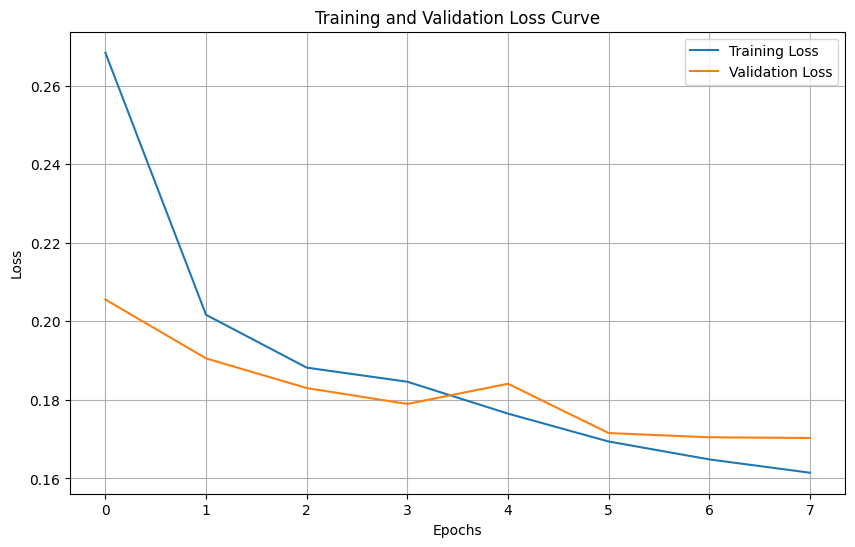 Training and Validation Loss Curve
Training Loss
Validation Loss
Loss
0.26
0.24
0.22
0.20
0.18
0.16
0 1 2 3 4 5 6 7
Epochs